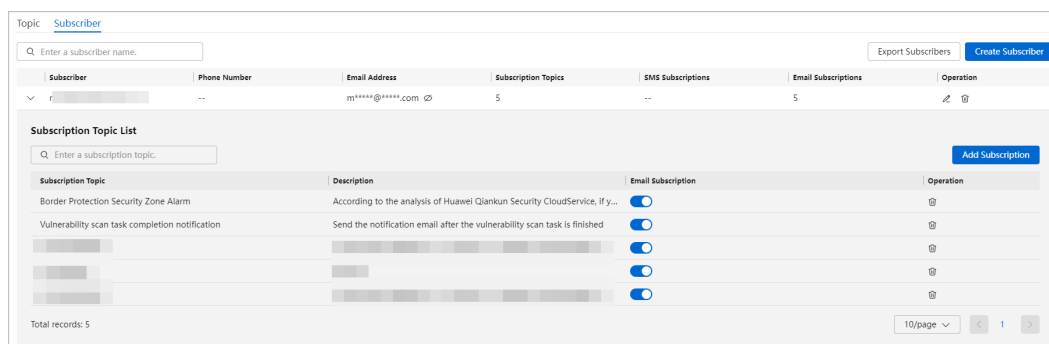 Topic Subscriber
Enter a subscriber name. Export Subscribers Create Subscriber
Subscriber Phone Number Email Address Subscription Topics SMS Subscriptions Email Subscriptions Operation
r -- m*****@*****.com 5 -- 5
Subscription Topic List
Enter a subscription topic. Add Subscription
Subscription Topic Description Email Subscription Operation
Border Protection Security Zone Alarm According to the analysis of Huawei Qiankun Security CloudService, if y...
Vulnerability scan task completion notification Send the notification email after the vulnerability scan task is finished
Total records: 5 10/page 1